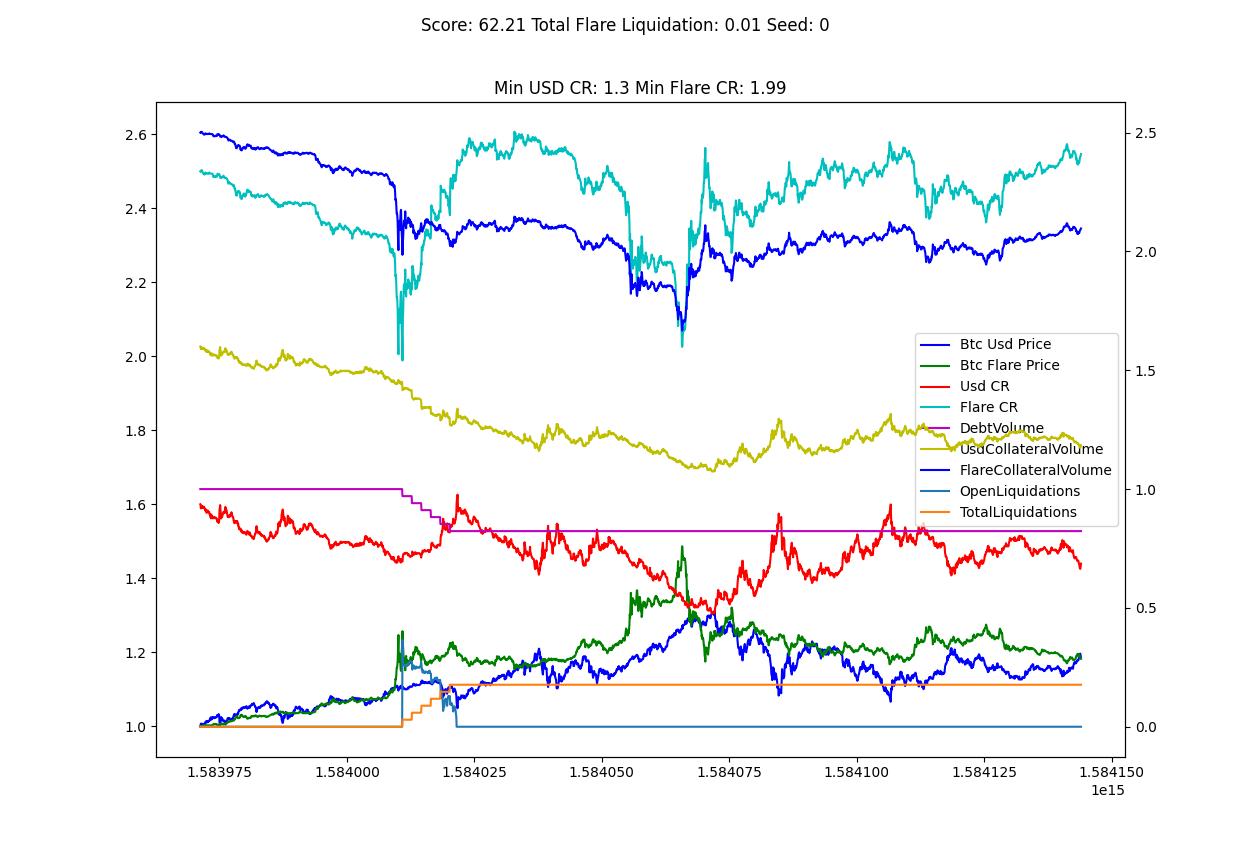 Score: 62.21 Total Flare Liquidation: 0.01 Seed: 0
Min USD CR: 1.3 Min Flare CR: 1.99
2.6
2.4
2.2
2.0
1.8
1.6
1.4
1.2
1.0
2.5
2.0
1.5
1.0
0.5
0.0
Btc Usd Price
Btc Flare Price
Usd CR
Flare CR
DebtVolume
UsdCollateralVolume
FlareCollateralVolume
OpenLiquidations
TotalLiquidations
1.583975 1.584000 1.584025 1.584050 1.584075 1.584100 1.584125 1.584150
1e15